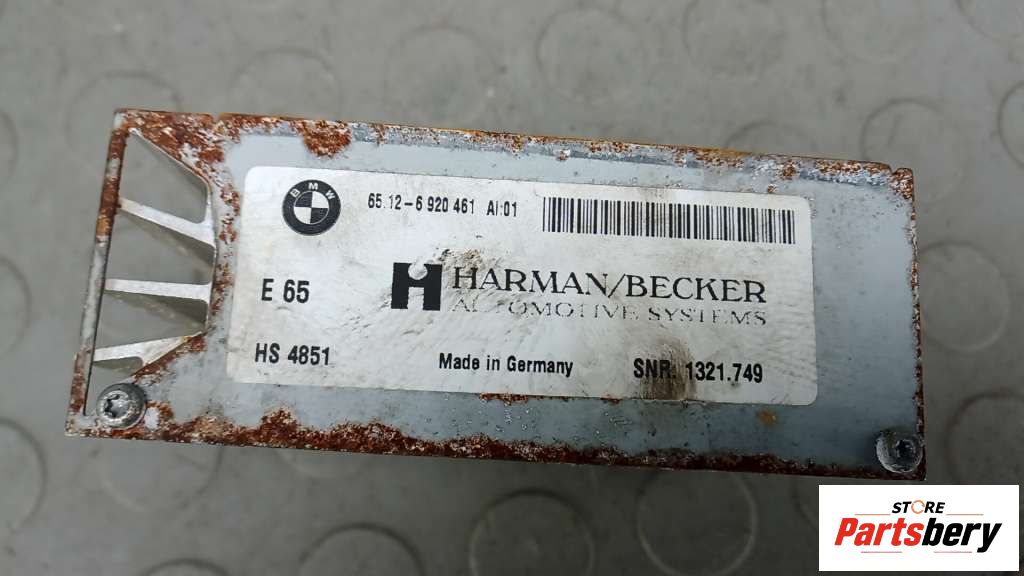 BMW
65.12-6 920 461 AI:01
E 65
HARMAN/BECKER
AUTOMOTIVE SYSTEMS
HS 4851
Made in Germany
SNR. 1321.749
STORE
Partsbery